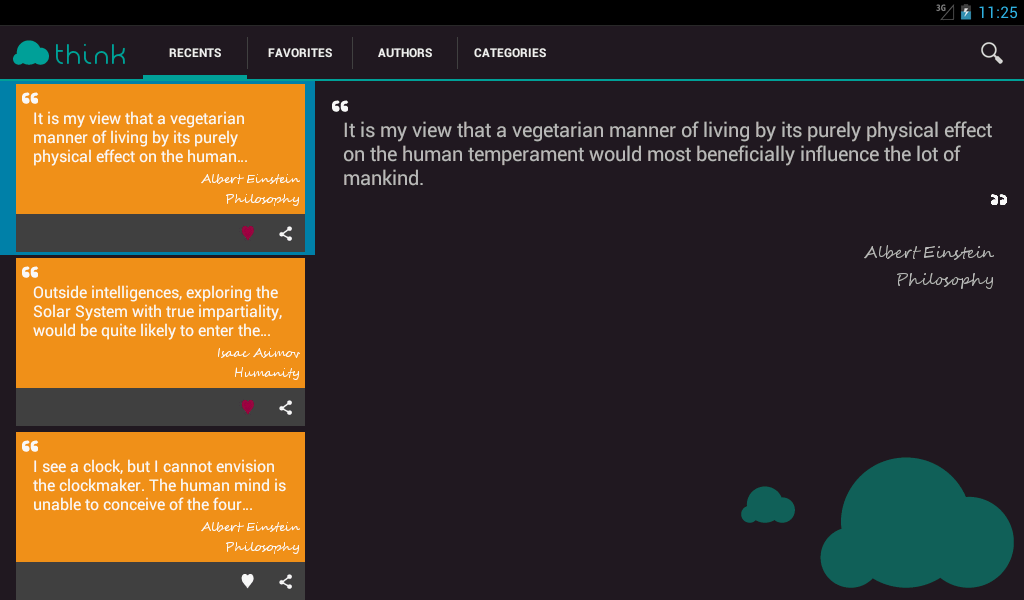 3G 11:25
think RECENTS FAVORITES AUTHORS CATEGORIES
“
It is my view that a vegetarian
manner of living by its purely
physical effect on the human...
Albert Einstein
Philosophy
“
Outside intelligences, exploring the
Solar System with true impartiality,
would be quite likely to enter the...
Isaac Asimov
Humanity
“
I see a clock, but I cannot envision
the clockmaker. The human mind is
unable to conceive of the four...
Albert Einstein
Philosophy
“
It is my view that a vegetarian manner of living by its purely physical effect
on the human temperament would most beneficially influence the lot of
mankind.
”
Albert Einstein
Philosophy